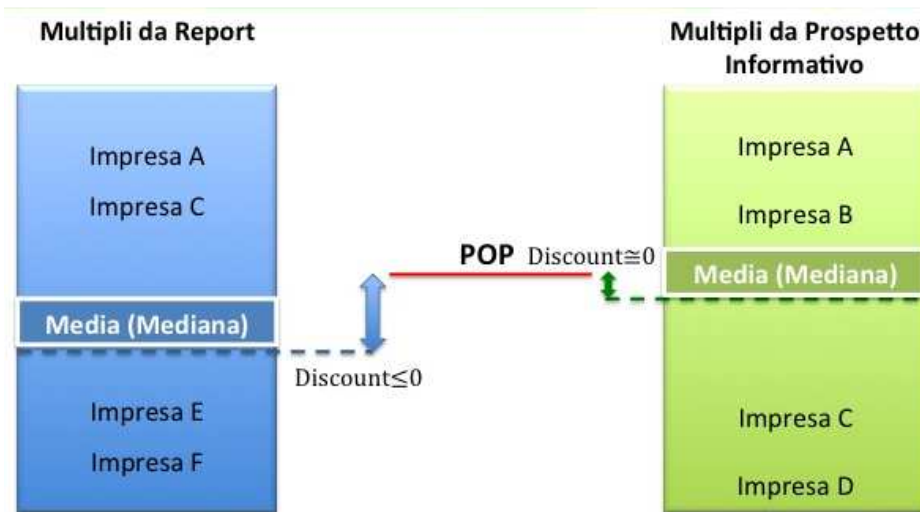 Multipli da Report
Impresa A
Impresa C
Media (Mediana)
Impresa E
Impresa F
POP
Discount≅0
Discount≤0
Multipli da Prospetto
Informativo
Impresa A
Impresa B
Media (Mediana)
Impresa C
Impresa D